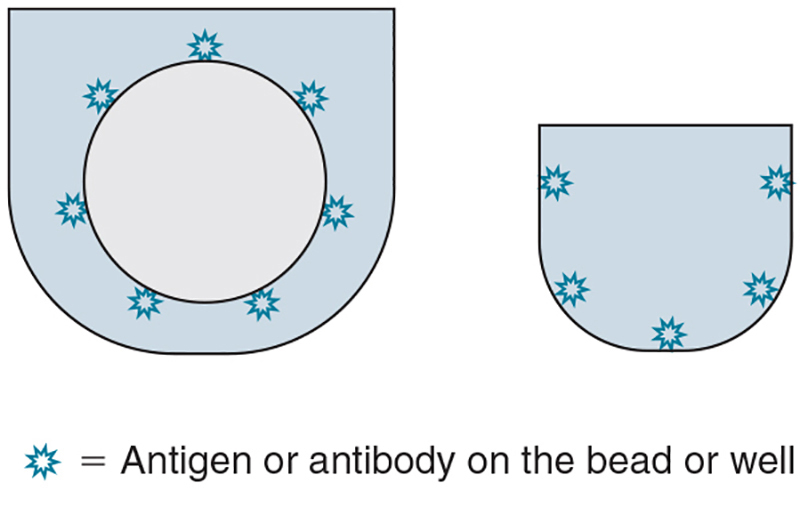 = Antigen or antibody on the bead or well